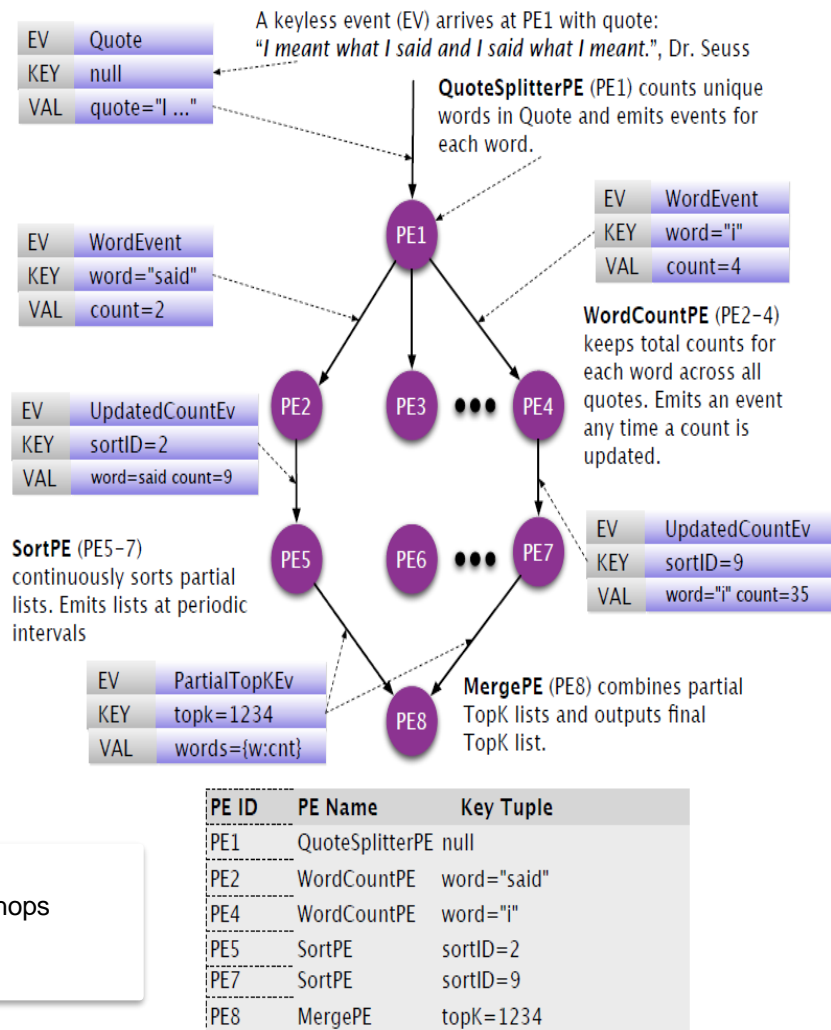 A keyless event (EV) arrives at PE1 with quote:
“I meant what I said and I said what I meant.”, Dr. Seuss
EV Quote
KEY null
VAL quote="I ..."
QuoteSplitterPE (PE1) counts unique
words in Quote and emits events for
each word.
PE1
EV WordEvent
KEY word="said"
VAL count=2
EV WordEvent
KEY word="i"
VAL count=4
WordCountPE (PE2-4)
keeps total counts for
each word across all
quotes. Emits an event
any time a count is
updated.
PE2
PE3
PE4
EV UpdatedCountEv
KEY sortID=2
VAL word=said count=9
EV UpdatedCountEv
KEY sortID=9
VAL word="i" count=35
SortPE (PE5-7)
continuously sorts partial
lists. Emits lists at periodic
intervals
PE5
PE6
PE7
EV PartialTopKEv
KEY topk=1234
VAL words={w:cnt}
PE8
MergePE (PE8) combines partial
TopK lists and outputs final
TopK list.
PE ID PE Name Key Tuple
PE1 QuoteSplitterPE null
PE2 WordCountPE word="said"
PE4 WordCountPE word="i"
PE5 SortPE sortID=2
PE7 SortPE sortID=9
PE8 MergePE topK=1234